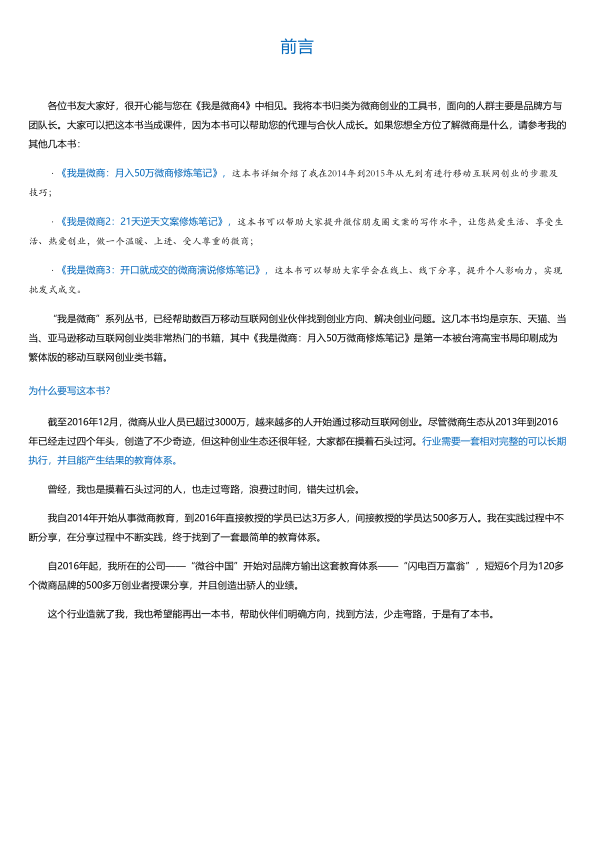 前言
各位书友大家好，很开心能与您在《我是微商4》中相见。我将本书归类为微商创业的工具书，面向的人群主要是品牌方与
团队长。大家可以把这本书当成课件，因为本书可以帮助您的代理与合伙人成长。如果您想全方位了解微商是什么，请参考我的
其他几本书：
·《我是微商：月入50万微商修炼笔记》，这本书详细介绍了我在2014年到2015年从无到有进行移动互联网创业的步骤及
技巧；
·《我是微商2：21天逆天文案修炼笔记》，这本书可以帮助大家提升微信朋友圈文案的写作水平，让您热爱生活、享受生
活、热爱创业，做一个温暖、上进、受人尊重的微商；
·《我是微商3：开口就成交的微商演说修炼笔记》，这本书可以帮助大家学会在线上、线下分享，提升个人影响力，实现
批发式成交。
“我是微商”系列丛书，已经帮助数百万移动互联网创业伙伴找到创业方向、解决创业问题。这几本书均是京东、天猫、当
当、亚马逊移动互联网创业类非常热门的书籍，其中《我是微商：月入50万微商修炼笔记》是第一本被台湾高宝书局印刷成为
繁体版的移动互联网创业类书籍。
为什么要写这本书？
截至2016年12月，微商从业人员已超过3000万，越来越多的人开始通过移动互联网创业。尽管微商生态从2013年到2016
年已经走过四个年头，创造了不少奇迹，但这种创业生态还很年轻，大家都在摸着石头过河。行业需要一套相对完整的可以长期
执行，并且能产生结果的教育体系。
曾经，我也是摸着石头过河的人，也走过弯路，浪费过时间，错失过机会。
我自2014年开始从事微商教育，到2016年直接教授的学员已达3万多人，间接教授的学员达500多万人。我在实践过程中不
断分享，在分享过程中不断实践，终于找到了一套最简单的教育体系。
自2016年起，我所在的公司——“微谷中国”开始对品牌方输出这套教育体系——“闪电百万富翁”，短短6个月为120多
个微商品牌的500多万创业者授课分享，并且创造出骄人的业绩。
这个行业造就了我，我也希望能再出一本书，帮助伙伴们明确方向，找到方法，少走弯路，于是有了本书。